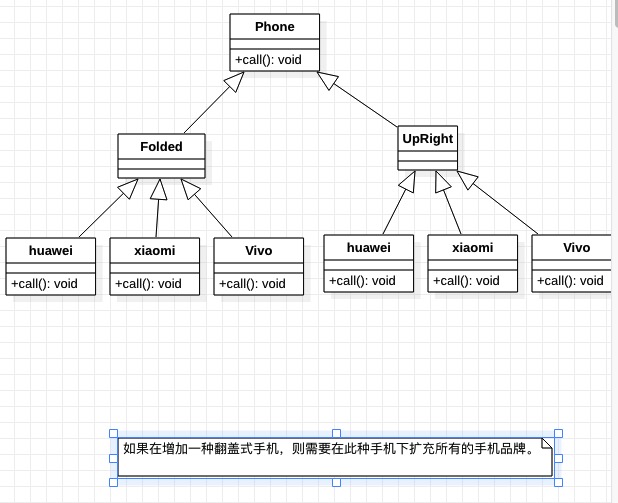 Phone
+call(): void
Folded
UpRight
huawei
+call(): void
xiaomi
+call(): void
Vivo
+call(): void
huawei
+call(): void
xiaomi
+call(): void
Vivo
+call(): void
如果在增加一种翻盖式手机，则需要在此种手机下扩充所有的手机品牌。